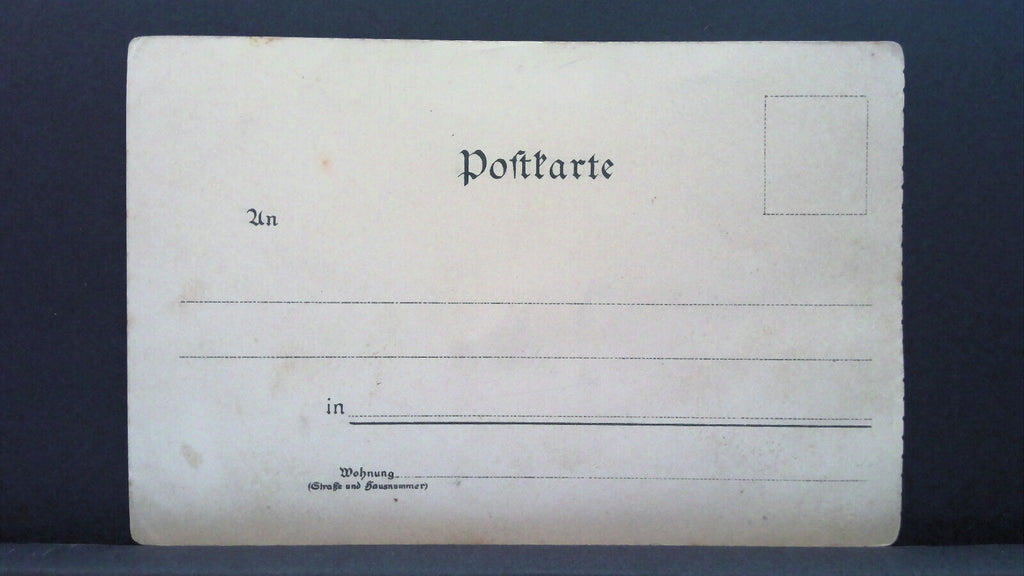 Postkarte
An
in
Wohnung
(Straße und Hausnummer)